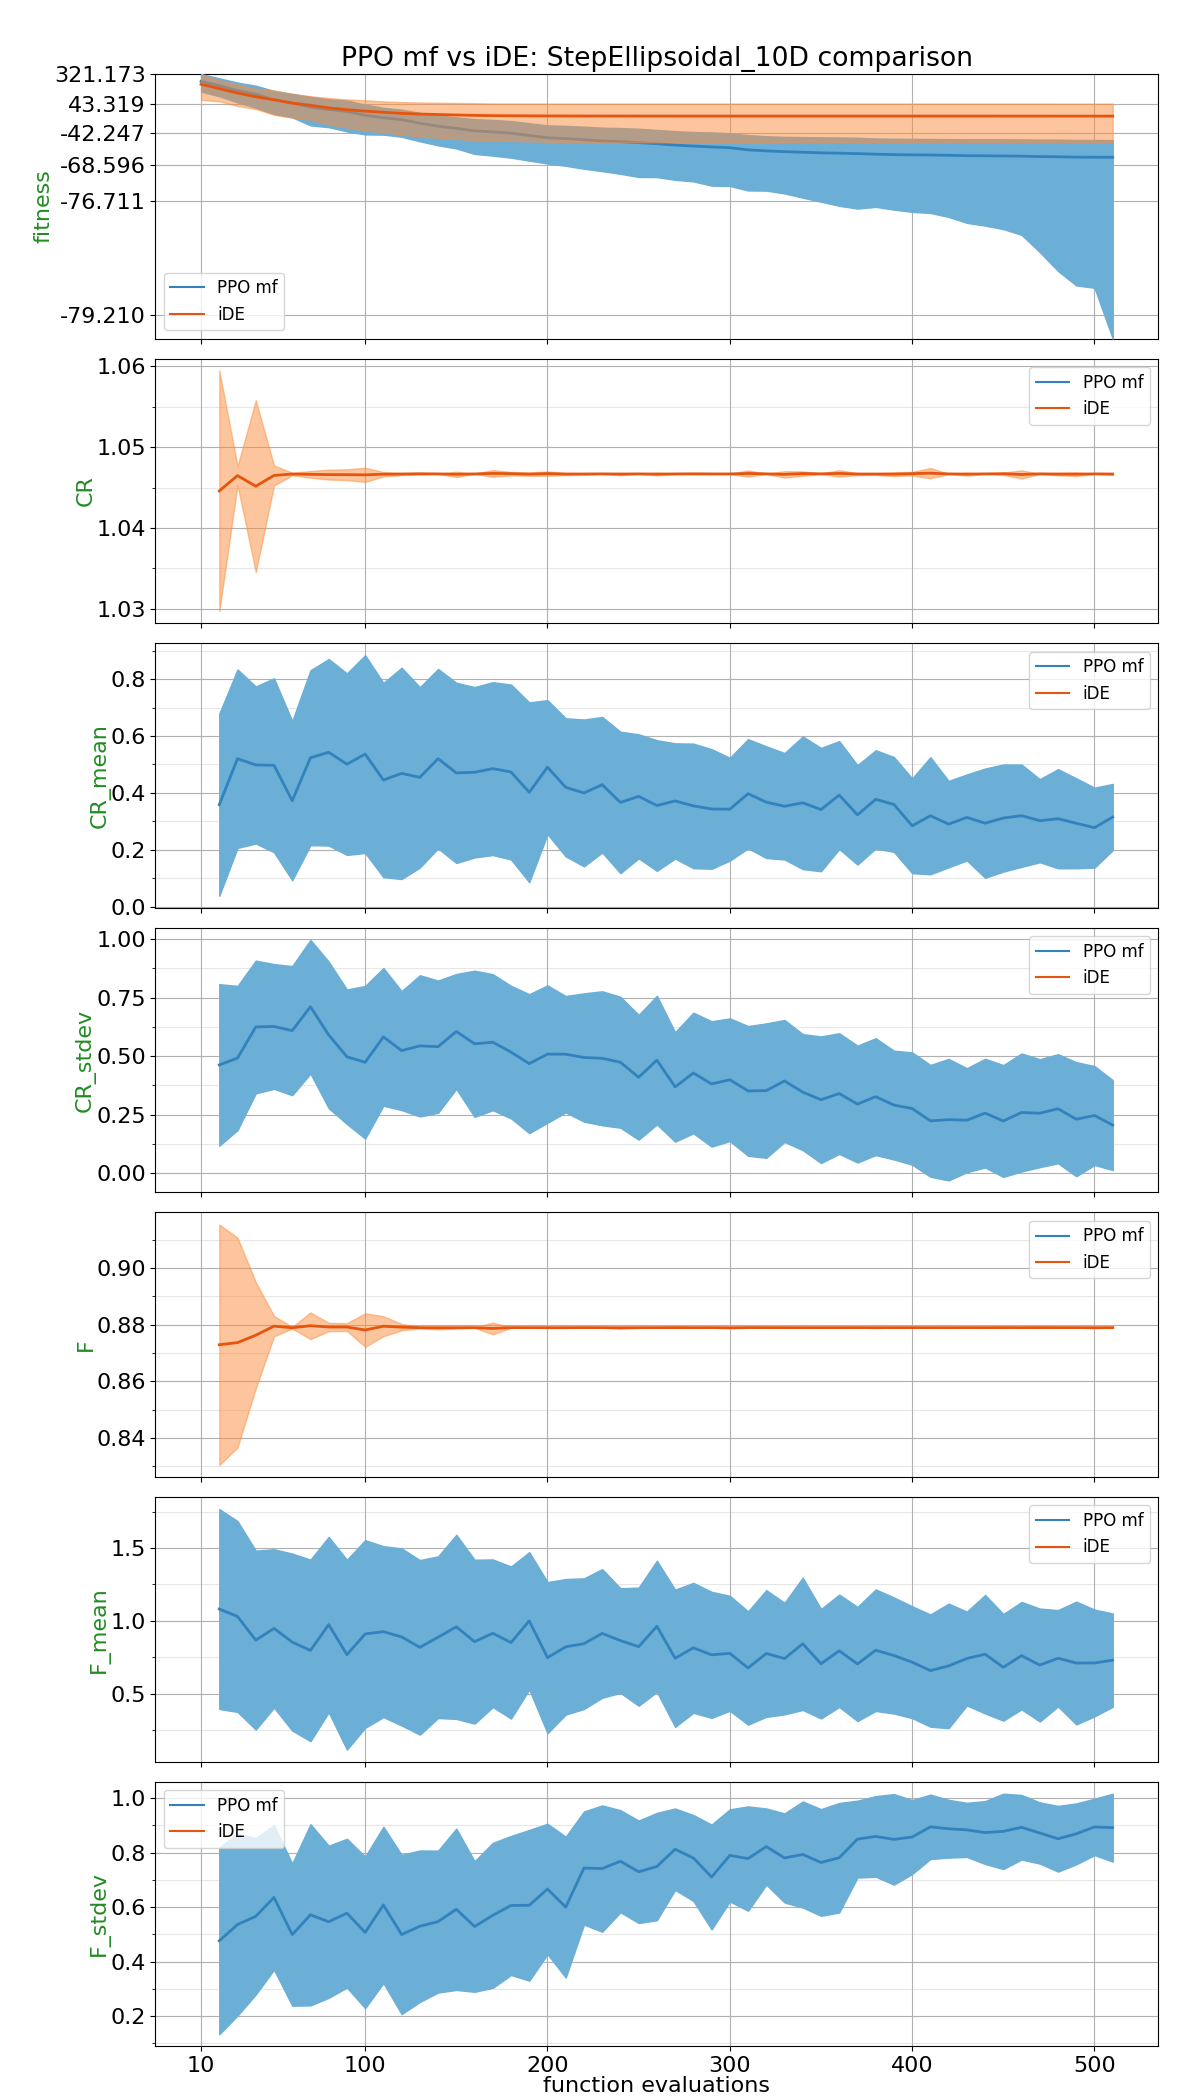 PPO mf vs iDE: StepEllipsoidal_10D comparison
321.173
43.319
-42.247
-68.596
-76.711
-79.210
fitness
PPO mf
iDE
1.06
1.05
1.04
1.03
CR
PPO mf
iDE
0.8
0.6
0.4
0.2
0.0
CR_mean
PPO mf
iDE
1.00
0.75
0.50
0.25
0.00
CR_stdev
PPO mf
iDE
0.90
0.88
0.86
0.84
F
PPO mf
iDE
1.5
1.0
0.5
F_mean
PPO mf
iDE
1.0
0.8
0.6
0.4
0.2
F_stdev
PPO mf
iDE
10 100 200 300 400 500
function evaluations